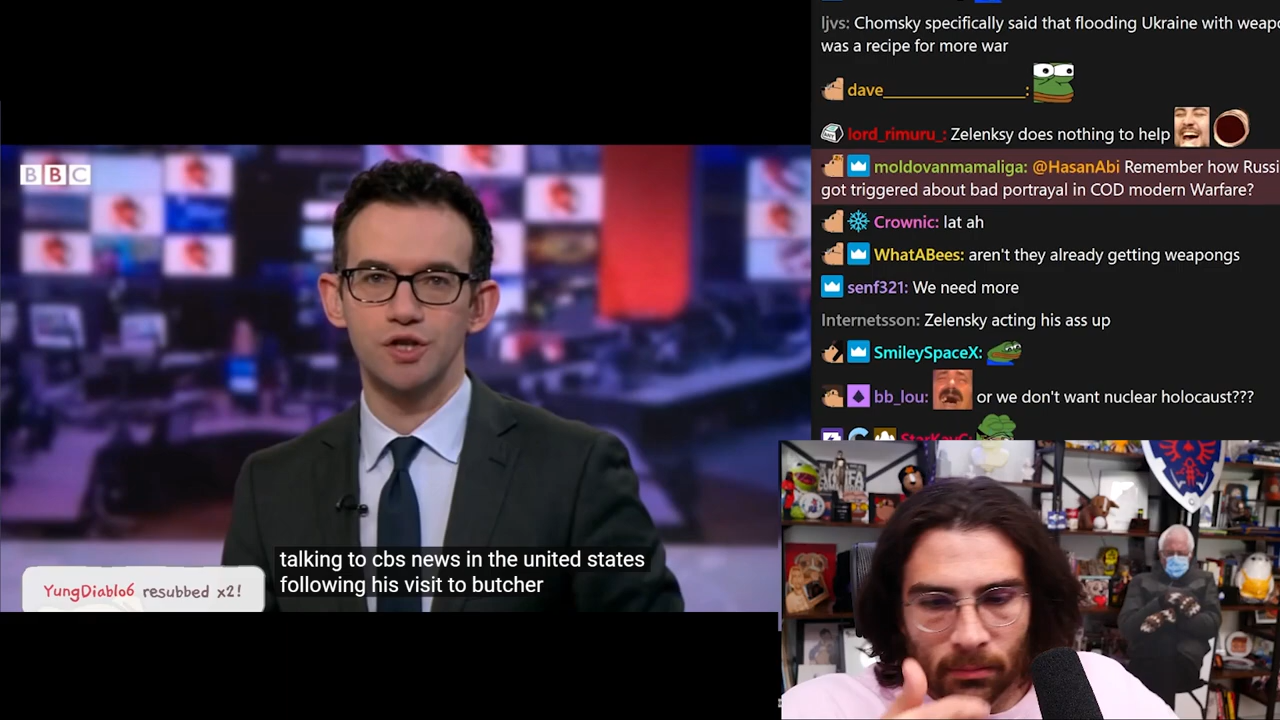 ljvs: Chomsky specifically said that flooding Ukraine with
was a recipe for more war
dave____________________:
lord_rimuru_: Zelenksy does nothing to help
BBC
moldovanmamaliga: @HasanAbi Remember how Russi
got triggered about bad portrayal in COD modern Warfare?
Crownic: lat ah
WhatABees: aren't they already getting weapongs
senf321: We need more
Internetsson: Zelensky acting his ass up
SmileySpaceX:
bb_lou: or we don't want nuclear holocaust???
talking to cbs news in the united states
following his visit to butcher
YungDiablo6 resubbed x2!